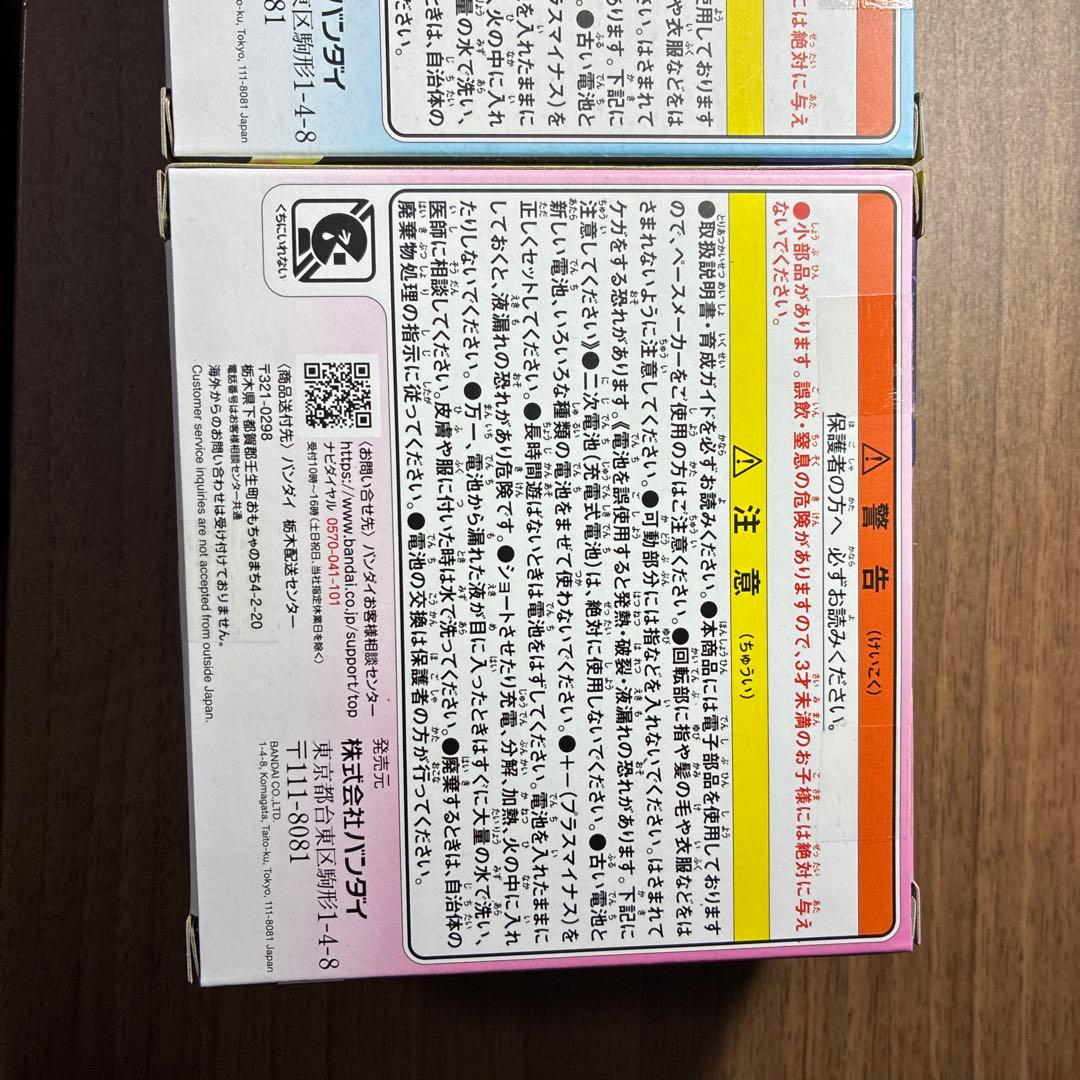 保護者の方へ 必ずお読みください。
⚠ 警告 (けいこく)
●小部品があります。誤飲・窒息の危険がありますので、3才未満のお子様には絶対に与え
ないでください。
⚠ 注意 (ちゅうい)
●取扱説明書・育成ガイドを必ずお読みください。●本商品には電子部品を使用しております
ので、ペースメーカーをご使用の方はご注意ください。●回転部に指や髪の毛や衣服などをは
さまれないように注意してください。●可動部分には指などを入れないでください。はさまれて
ケガをする恐れがあります。《電池を誤使用すると発熱・破裂・液漏れの恐れがあります。下記に
注意してください》●二次電池(充電式電池)は、絶対に使用しないでください。●古い電池と
新しい電池、いろいろな種類の電池をまぜて使わないでください。●+−(プラスマイナス)を
正しくセットしてください。●長時間遊ばないときは電池をはずしてください。電池を入れたままに
しておくと、液漏れの恐れがあり危険です。●ショートさせたり充電、分解、加熱、火の中に入れ
たりしないでください。●万一、電池から漏れた液が目に入ったときはすぐに大量の水で洗い、
医師に相談してください。皮膚や服に付いた時は水で洗ってください。●廃棄するときは、自治体の
廃棄物処理の指示に従ってください。●電池の交換は保護者の方が行ってください。
くちにいれない
〈お問い合せ先〉バンダイお客様相談センター
https://www.bandai.co.jp/support/top
ナビダイヤル 0570-041-101
受付10時〜16時(土日祝日、当社指定休業日を除く)
〈商品送付先〉バンダイ 栃木配送センター
〒321-0298
栃木県下都賀郡壬生町おもちゃのまち4-2-20
電話番号はお客様相談センター共通
海外からのお問い合わせは受け付けておりません。
Customer service inquiries are not accepted from outside Japan.
発売元
株式会社バンダイ
東京都台東区駒形1-4-8
〒111-8081
BANDAI CO.,LTD.
1-4-8, Komagata, Taito-ku, Tokyo, 111-8081 Japan
には絶対に与え
使用しております
や衣服などをは
さい。はさまれて
ります。下記に
い。●古い電池と
プラスマイナス)を
を入れたままに
、火の中に入れ
量の水で洗い、
ときは、自治体の
ださい。
バンダイ
東区駒形1-4-8
8081
o-ku, Tokyo, 111-8081 Japan